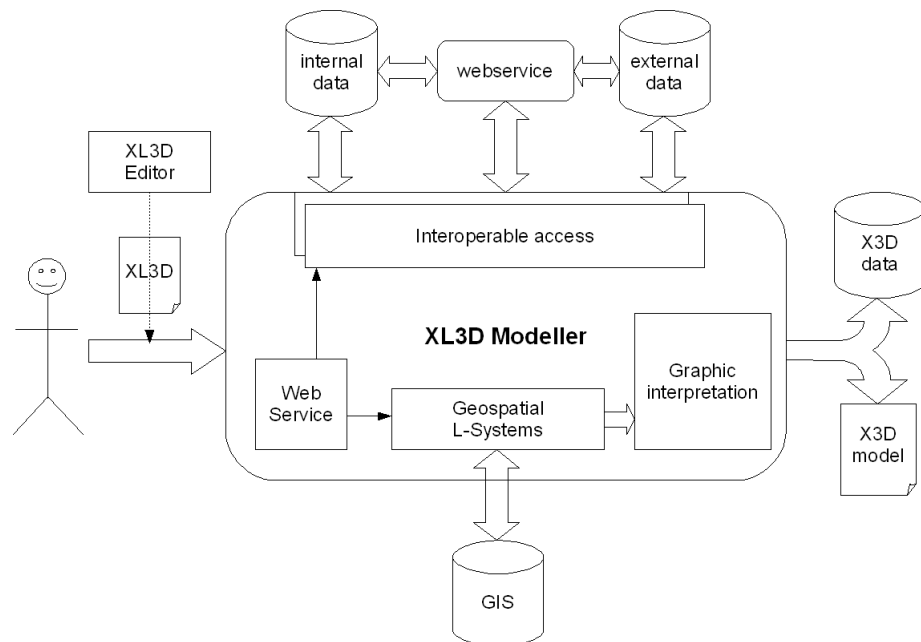 internal
data
webservice
external
data
XL3D
Editor
XL3D
Interoperable access
X3D
data
XL3D Modeller
Web
Service
Geospatial
L-Systems
Graphic
interpretation
X3D
model
GIS